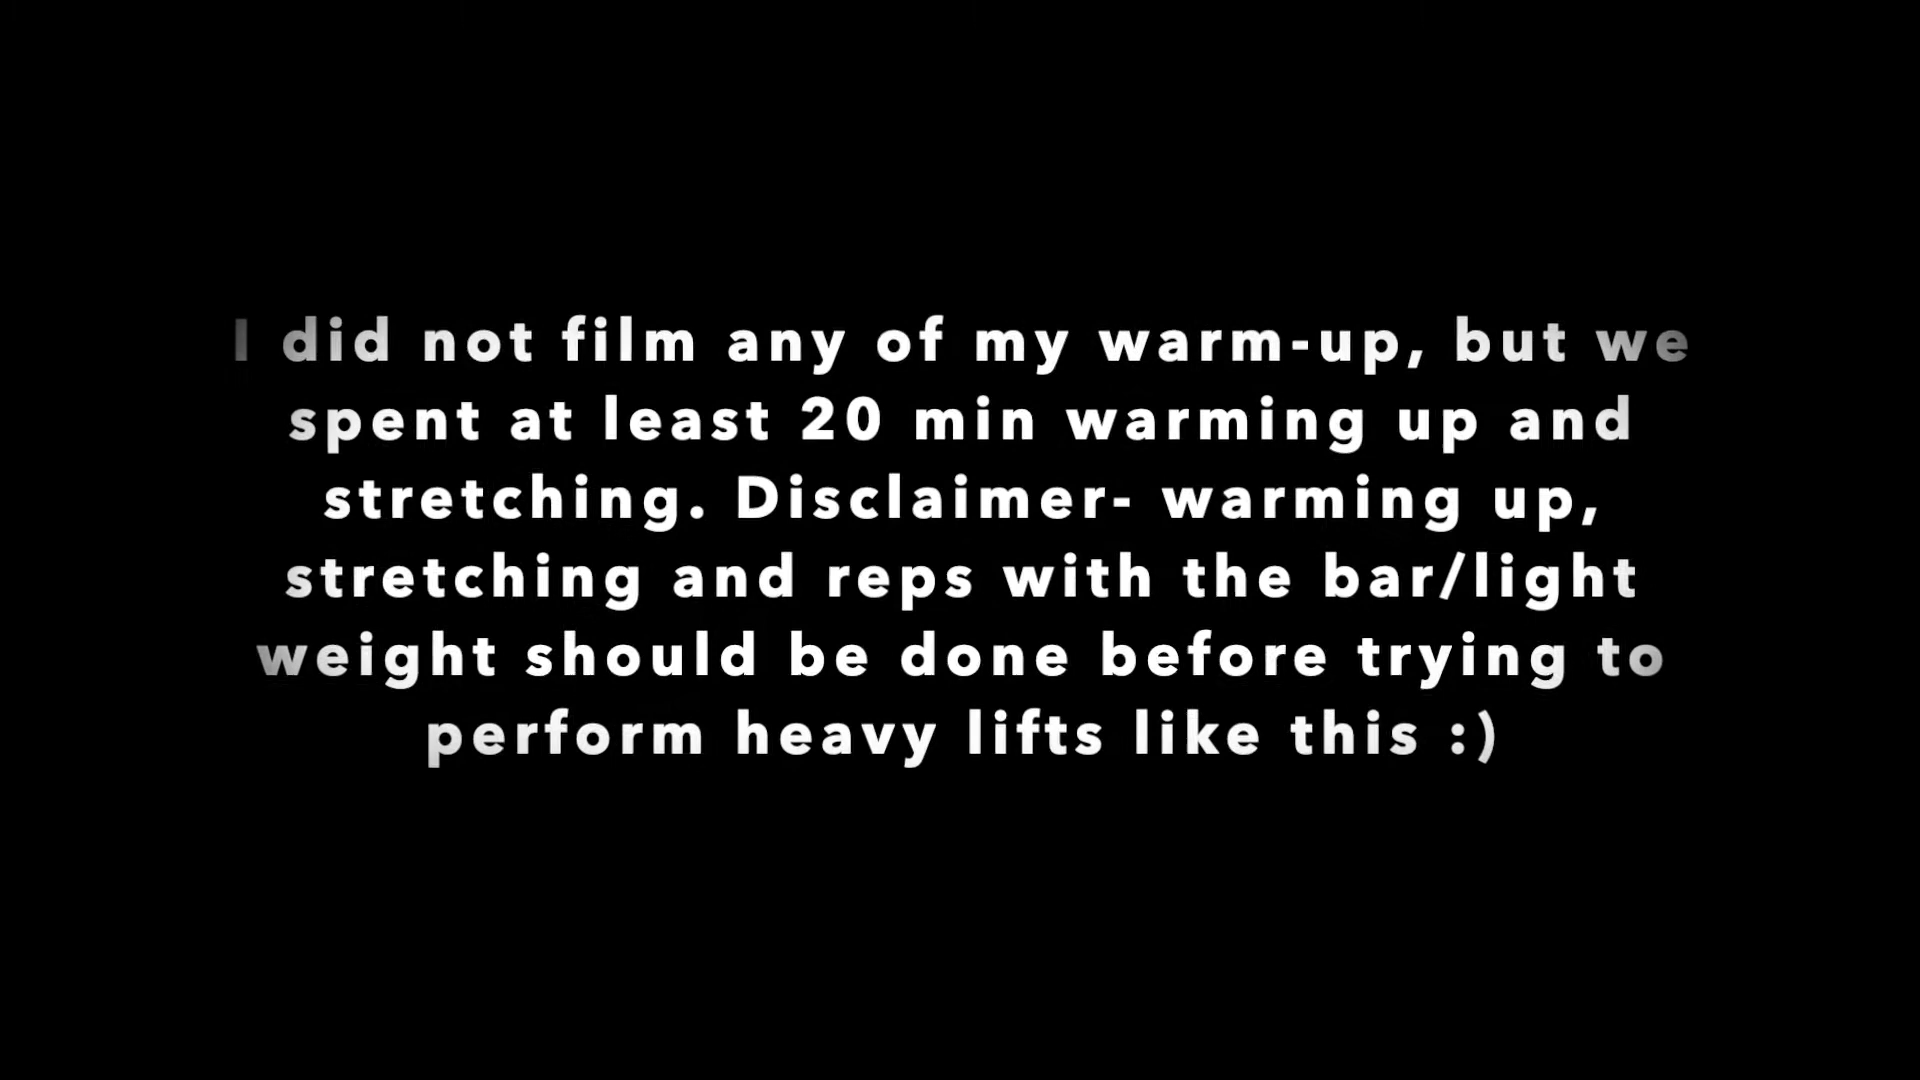 I did not film any of my warm-up, but we
spent at least 20 min warming up and
stretching. Disclaimer- warming up,
stretching and reps with the bar/light
weight should be done before trying to
perform heavy lifts like this :)